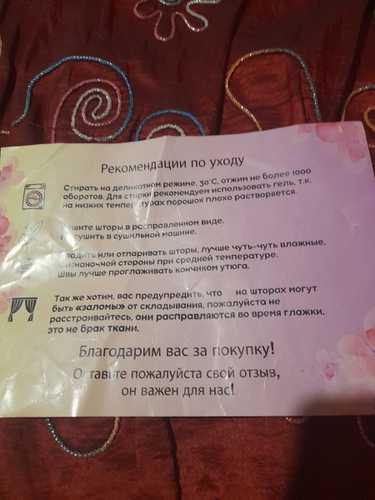 Рекомендации по уходу
Стирать на деликатном режиме, 30°С, отжим не более 1000
оборотов. Для стирки рекомендуем использовать гель, т.к.
на низких температурах порошок плохо растворяется.
шите шторы в расправленном виде.
сушить в сушильной машине.
ладить или отпаривать шторы, лучше чуть-чуть влажные,
изнаночной стороны при средней температуре.
Швы лучше проглаживать кончиком утюга.
Так же хотим, вас предупредить, что на шторах могут
быть «заломы» от складывания, пожалуйста не
расстраивайтесь, они расправляются во время глажки,
это не брак ткани.
Благодарим вас за покупку!
Оставьте пожалуйста свой отзыв,
он важен для нас!